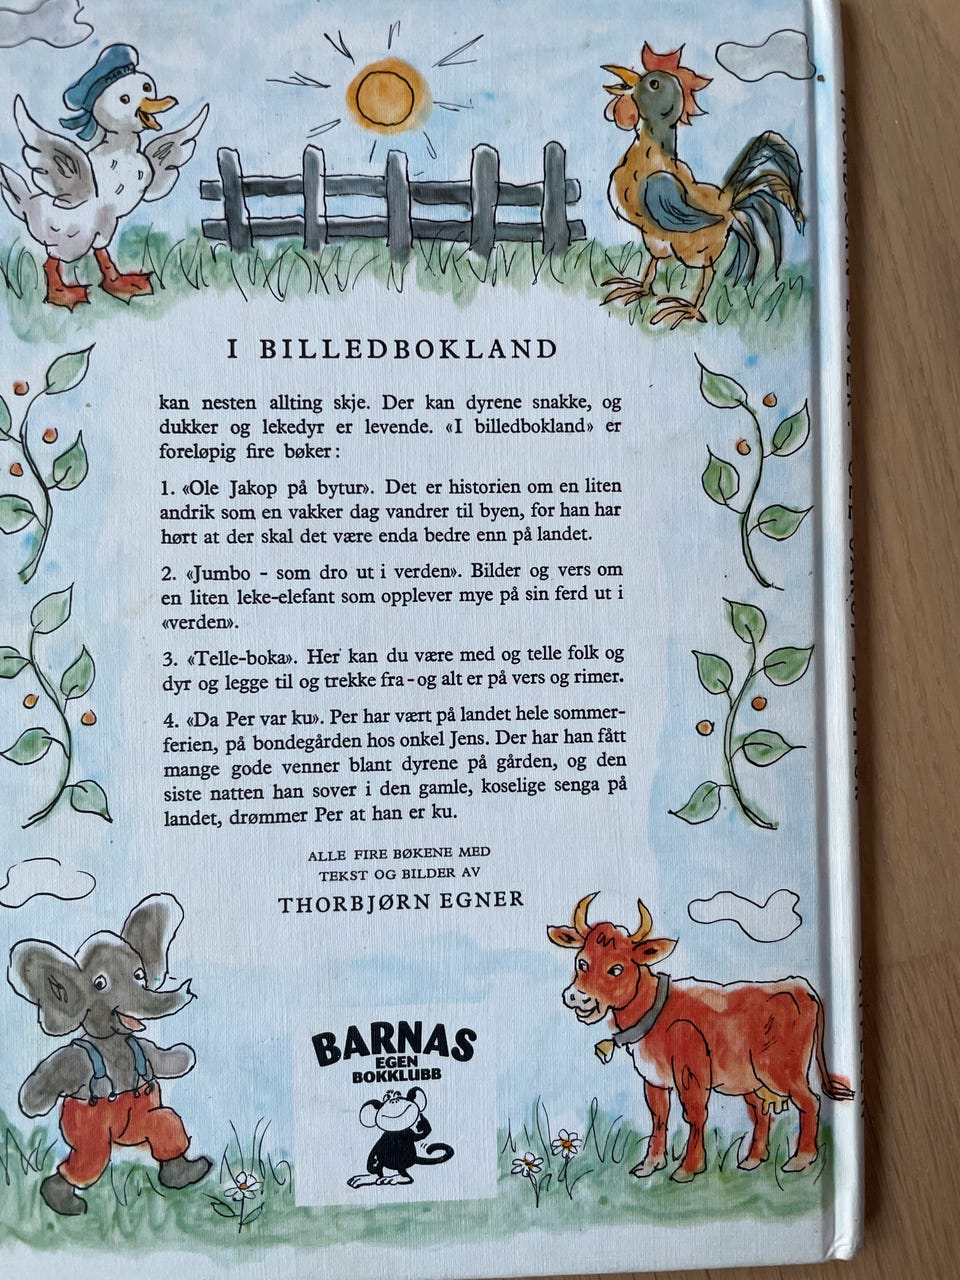 I BILLEDBOKLAND
kan nesten allting skje. Der kan dyrene snakke, og
dukker og lekedyr er levende. «I billedbokland» er
foreløpig fire bøker:
1. «Ole Jakop på bytur». Det er historien om en liten
andrik som en vakker dag vandrer til byen, for han har
hørt at der skal det være enda bedre enn på landet.
2. «Jumbo - som dro ut i verden». Bilder og vers om
en liten leke-elefant som opplever mye på sin ferd ut i
«verden».
3. «Telle-boka». Her kan du være med og telle folk og
dyr og legge til og trekke fra - og alt er på vers og rimer.
4. «Da Per var ku». Per har vært på landet hele sommer-
ferien, på bondegården hos onkel Jens. Der har han fått
mange gode venner blant dyrene på gården, og den
siste natten han sover i den gamle, koselige senga på
landet, drømmer Per at han er ku.
ALLE FIRE BØKENE MED
TEKST OG BILDER AV
THORBJØRN EGNER
BARNAS
EGEN
BOKKLUBB